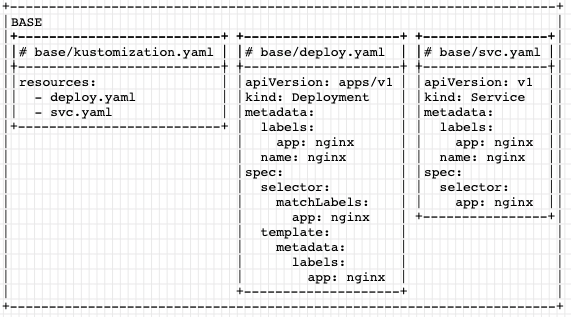 BASE
# base/kustomization.yaml
resources:
  - deploy.yaml
  - svc.yaml
# base/deploy.yaml
apiVersion: apps/v1
kind: Deployment
metadata:
  labels:
    app: nginx
  name: nginx
spec:
  selector:
    matchLabels:
      app: nginx
  template:
    metadata:
      labels:
        app: nginx
# base/svc.yaml
apiVersion: v1
kind: Service
metadata:
  labels:
    app: nginx
  name: nginx
spec:
  selector:
    app: nginx